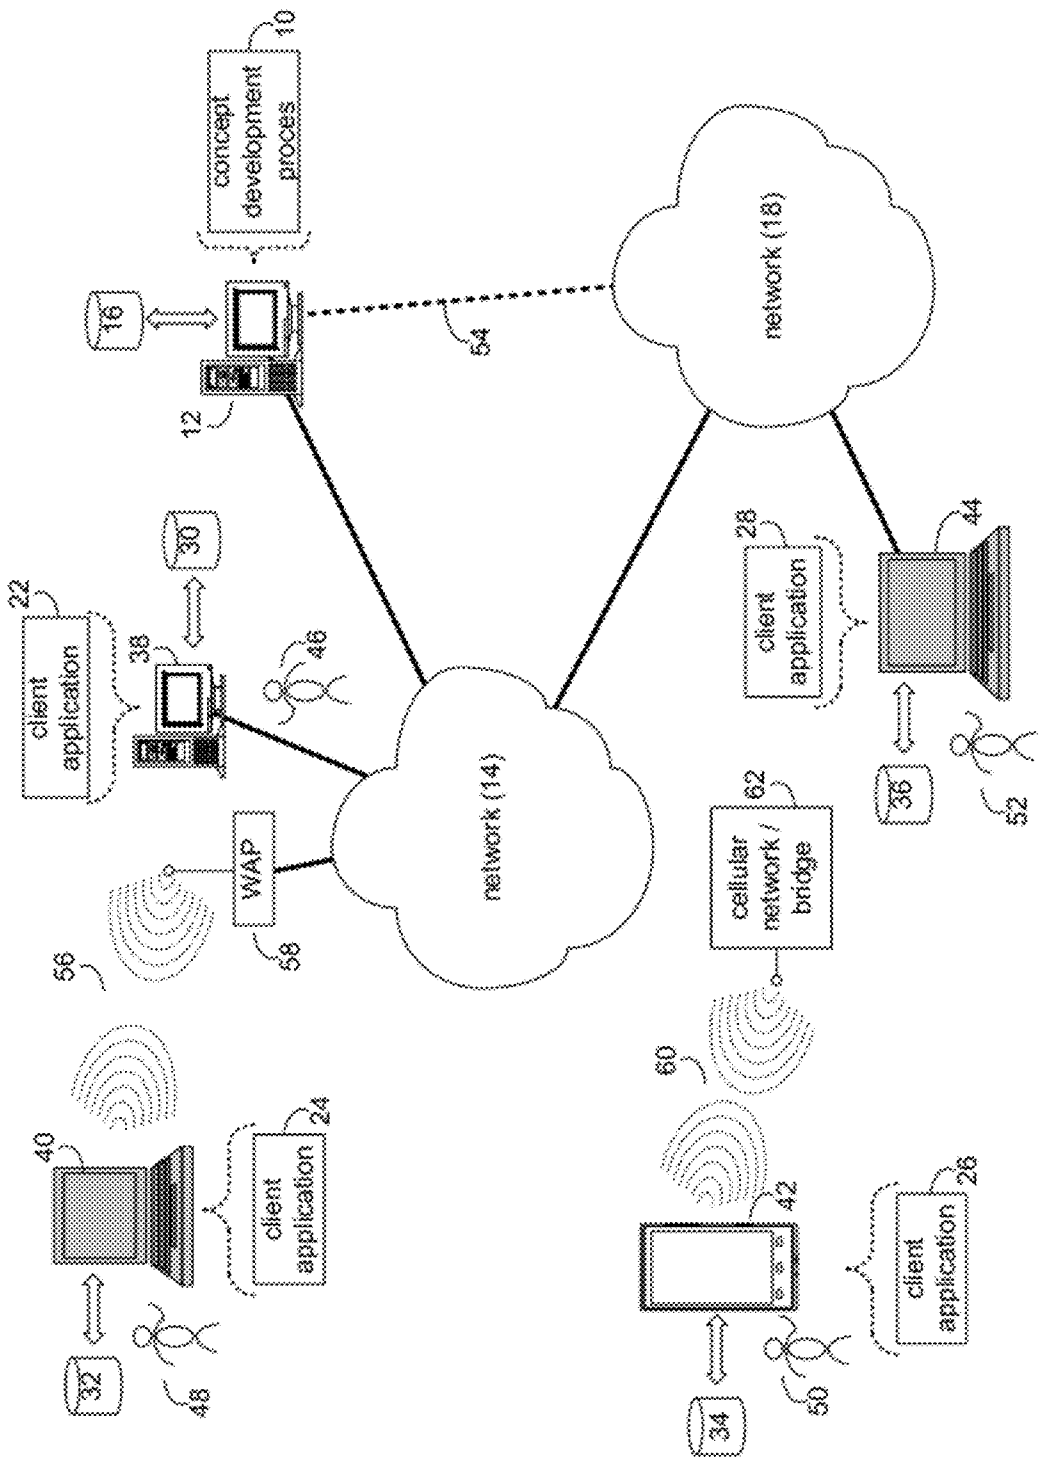 32
48
40
client
application
24
56
58
WAP
22
client
application
38
30
46
16
12
10
concept
development
proces
54
network (14)
network (18)
34
50
42
client
application
26
60
62
cellular
network /
bridge
28
client
application
36
52
44